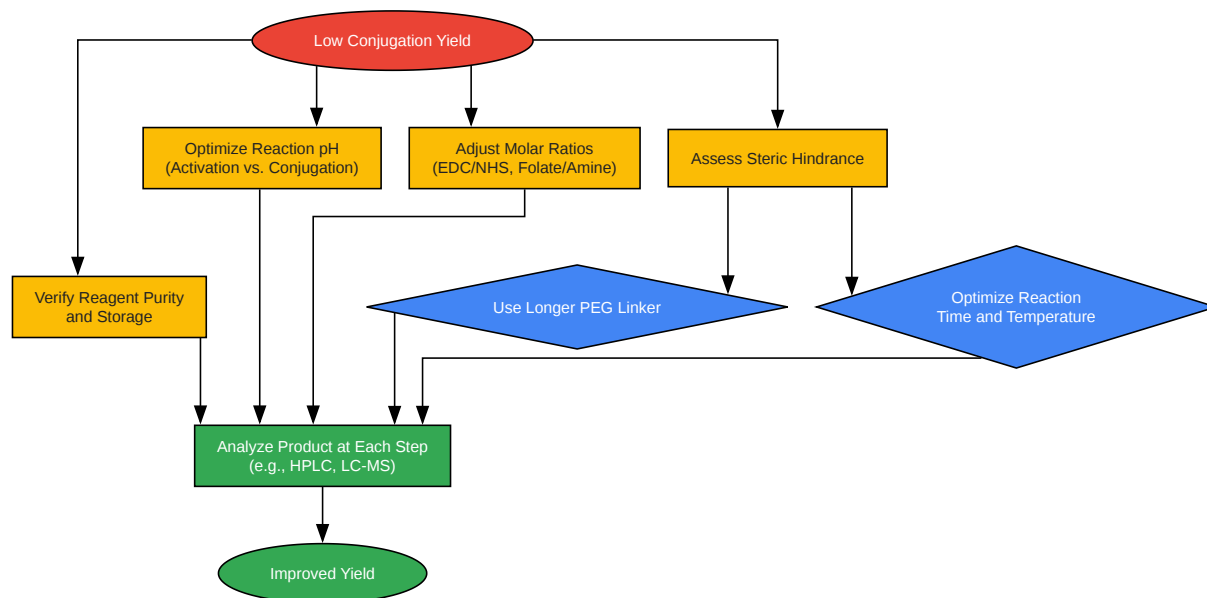 Low Conjugation Yield
Optimize Reaction pH
(Activation vs. Conjugation)
Adjust Molar Ratios
(EDC/NHS, Folate/Amine)
Assess Steric Hindrance
Verify Reagent Purity
and Storage
Use Longer PEG Linker
Optimize Reaction
Time and Temperature
Analyze Product at Each Step
(e.g., HPLC, LC-MS)
Improved Yield